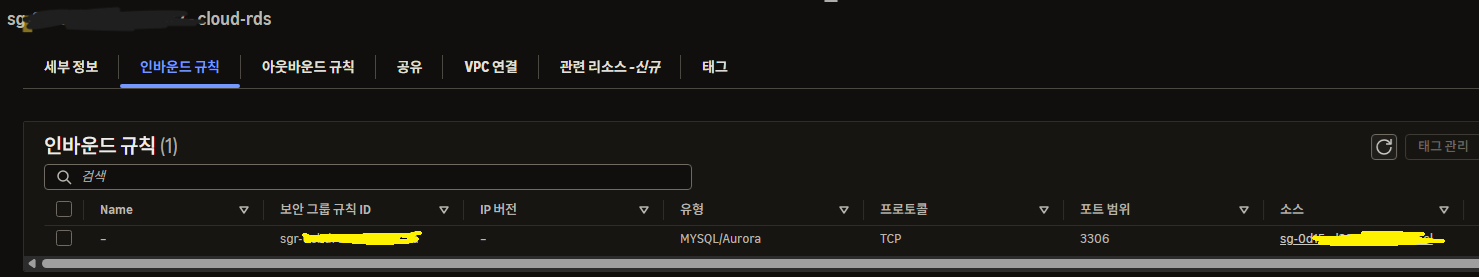 sg- -cloud-rds
세부 정보 인바운드 규칙 아웃바운드 규칙 공유 VPC 연결 관련 리소스 -신규 태그
인바운드 규칙 (1)
태그 관리
검색
Name 보안 그룹 규칙 ID IP 버전 유형 프로토콜 포트 범위 소스
– sgr- – MYSQL/Aurora TCP 3306